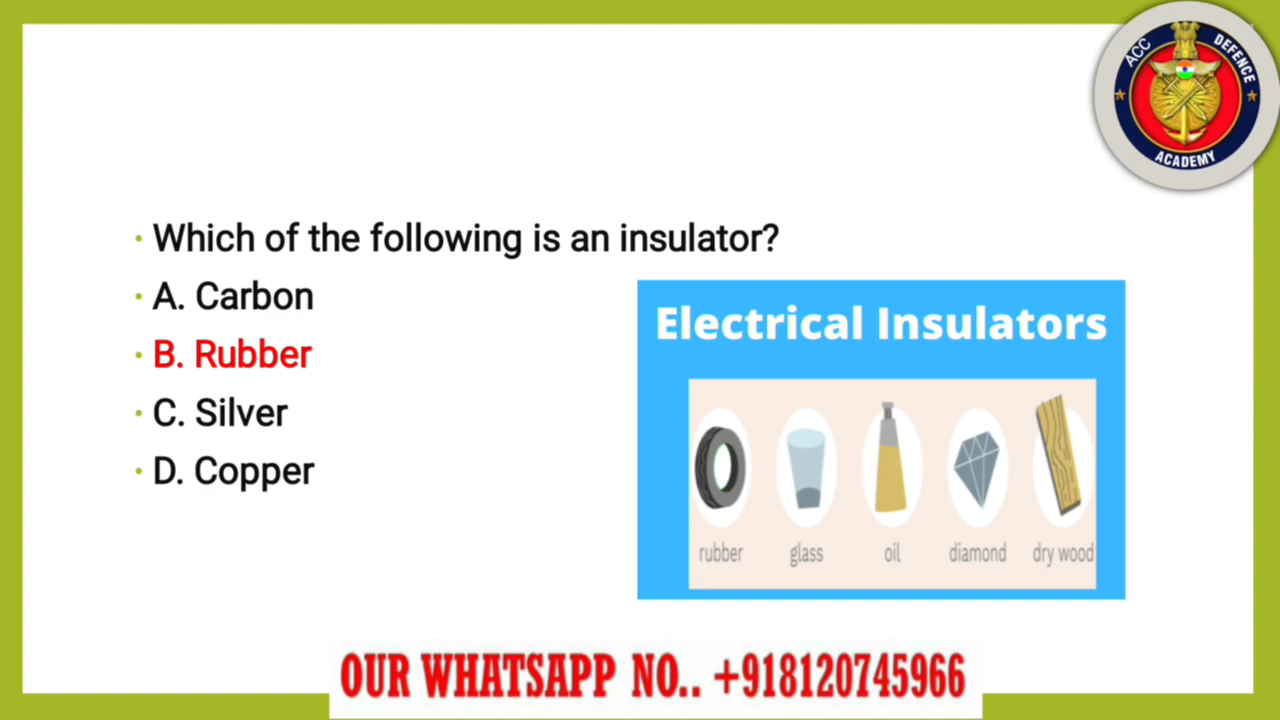 ACC DEFENCE
ACADEMY
• Which of the following is an insulator?
• A. Carbon
• B. Rubber
• C. Silver
• D. Copper
Electrical Insulators
rubber glass oil diamond dry wood
OUR WHATSAPP NO.. +918120745966